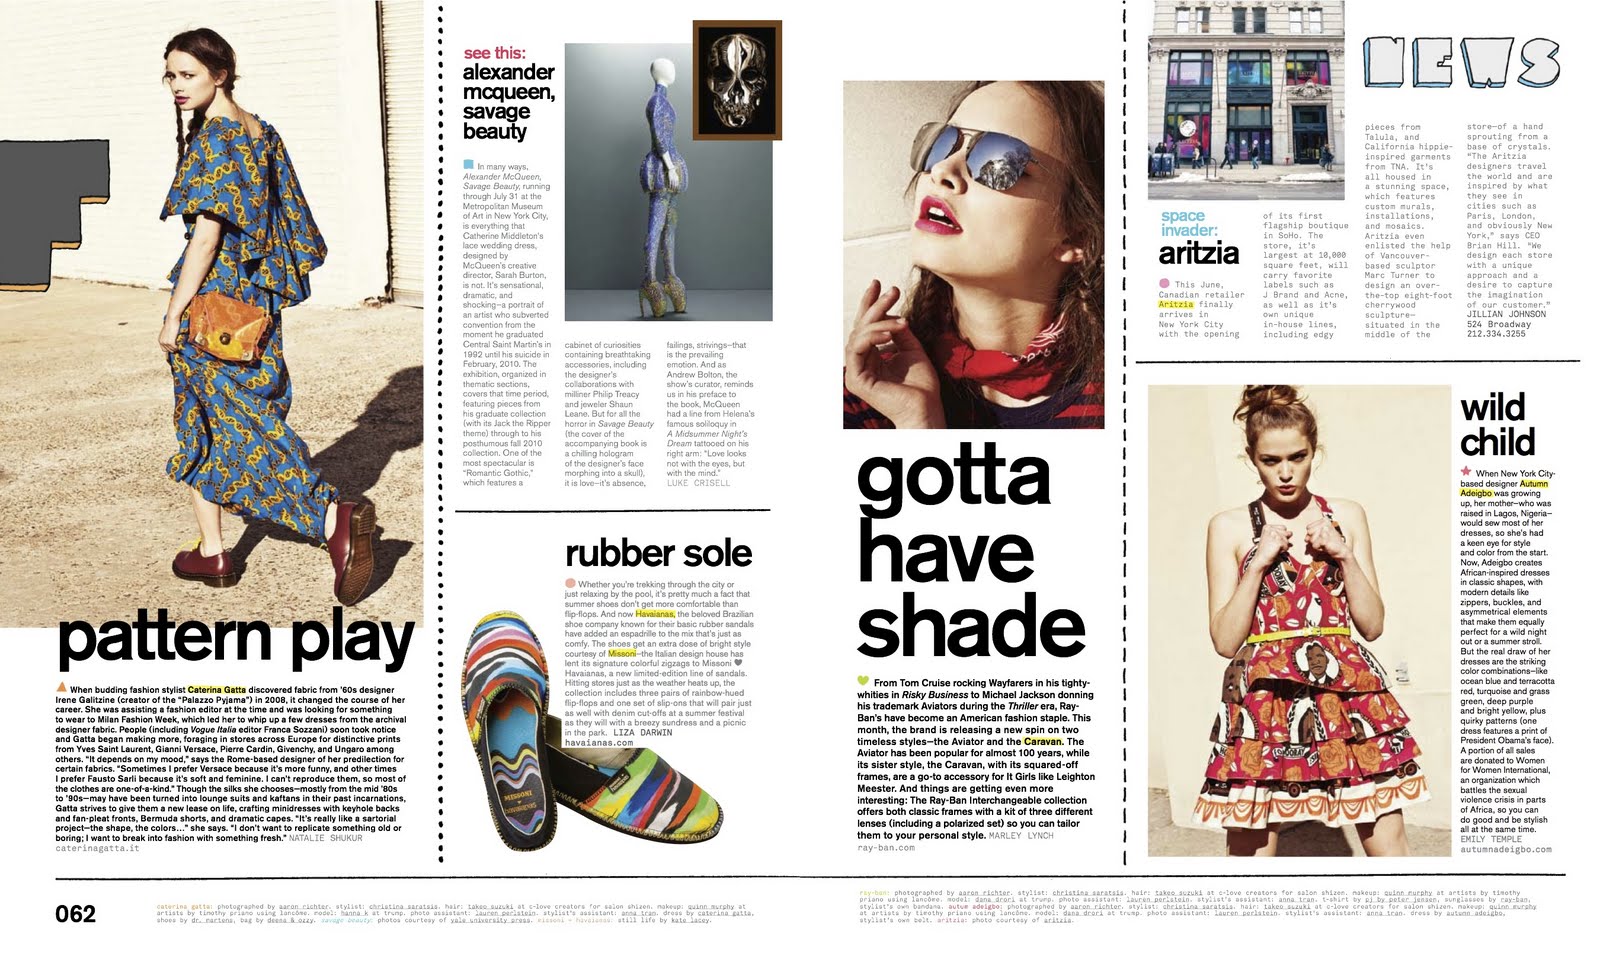 pattern play
When budding fashion stylist Caterina Gatta discovered fabric from '60s designer
Irene Galitzine (creator of the "Palazzo Pyjama") in 2008, it changed the course of her
career. She was assisting a fashion editor at the time and was looking for something
to wear to Milan Fashion Week, which led her to whip up a few dresses from the archival
designer fabric. People (including Vogue Italia editor Franca Sozzani) soon took notice
and Gatta began making more, foraging in stores across Europe for distinctive prints
from Yves Saint Laurent, Gianni Versace, Pierre Cardin, Givenchy, and Ungaro among
others. "It depends on my mood," says the Rome-based designer of her predilection for
certain fabrics. "Sometimes I prefer Versace because it's more funny, and other times
I prefer Fausto Sarli because it's soft and feminine. I can't reproduce them, so most of
the clothes are one-of-a-kind." Though the silks she chooses—mostly from the mid '80s
to '90s—may have been turned into lounge suits and kaftans in their past incarnations,
Gatta strives to give them a new lease on life, crafting minidresses with keyhole backs
and fan-pleat fronts, Bermuda shorts, and dramatic capes. "It's really like a sartorial
project—the shape, the colors..." she says. "I don't want to replicate something old or
boring; I want to break into fashion with something fresh." NATALIE SHUKUR
caterinagatta.it
see this:
alexander
mcqueen,
savage
beauty
In many ways,
Alexander McQueen,
Savage Beauty, running
through July 31 at the
Metropolitan Museum
of Art in New York City,
is everything that
Catherine Middleton's
lace wedding dress,
designed by
McQueen's creative
director, Sarah Burton,
is not. It's sensational,
dramatic, and
shocking—a portrait of
an artist who subverted
convention from the
moment he graduated
Central Saint Martin's in
1992 until his suicide in
February, 2010. The
exhibition, organized in
thematic sections,
covers that time period,
featuring pieces from
his graduate collection
(with its Jack the Ripper
theme) through to his
posthumous fall 2010
collection. One of the
most spectacular is
"Romantic Gothic,"
which features a
cabinet of curiosities
containing breathtaking
accessories, including
the designer's
collaborations with
milliner Philip Treacy
and jeweler Shaun
Leane. But for all the
horror in Savage Beauty
(the cover of the
accompanying book is
a chilling hologram
of the designer's face
morphing into a skull),
it is love—it's absence,
failings, strivings—that
is the prevailing
emotion. And as
Andrew Bolton, the
show's curator, reminds
us in his preface to
the book, McQueen
had a line from Helena's
famous soliloquy in
A Midsummer Night's
Dream tattooed on his
right arm: "Love looks
not with the eyes, but
with the mind."
LUKE CRISELL
rubber sole
Whether you're trekking through the city or
just relaxing by the pool, it's pretty much a fact that
summer shoes don't get more comfortable than
flip-flops. And now Havaianas, the beloved Brazilian
shoe company known for their basic rubber sandals
have added an espadrille to the mix that's just as
comfy. The shoes get an extra dose of bright style
courtesy of Missoni—the Italian design house has
lent its signature colorful zigzags to Missoni ♥
Havaianas, a new limited-edition line of sandals.
Hitting stores just as the weather heats up, the
collection includes three pairs of rainbow-hued
flip-flops and one set of slip-ons that will pair just
as well with denim cut-offs at a summer festival
as they will with a breezy sundress and a picnic
in the park. LIZA DARWIN
havaianas.com
MISSONI
gotta
have
shade
From Tom Cruise rocking Wayfarers in his tighty-
whities in Risky Business to Michael Jackson donning
his trademark Aviators during the Thriller era, Ray-
Ban's have become an American fashion staple. This
month, the brand is releasing a new spin on two
timeless styles—the Aviator and the Caravan. The
Aviator has been popular for almost 100 years, while
its sister style, the Caravan, with its squared-off
frames, are a go-to accessory for It Girls like Leighton
Meester. And things are getting even more
interesting: The Ray-Ban Interchangeable collection
offers both classic frames with a kit of three different
lenses (including a polarized set) so you can tailor
them to your personal style. MARLEY LYNCH
ray-ban.com
NEWS
space
invader:
aritzia
This June,
Canadian retailer
Aritzia finally
arrives in
New York City
with the opening
of its first
flagship boutique
in SoHo. The
store, it's
largest at 10,000
square feet, will
carry favorite
labels such as
J Brand and Acne,
as well as it's
own unique
in-house lines,
including edgy
pieces from
Talula, and
California hippie-
inspired garments
from TNA. It's
all housed in
a stunning space,
which features
custom murals,
installations,
and mosaics.
Aritzia even
enlisted the help
of Vancouver-
based sculptor
Marc Turner to
design an over-
the-top eight-foot
cherrywood
sculpture—
situated in the
middle of the
store—of a hand
sprouting from a
base of crystals.
"The Aritzia
designers travel
the world and are
inspired by what
they see in
cities such as
Paris, London,
and obviously New
York," says CEO
Brian Hill. "We
design each store
with a unique
approach and a
desire to capture
the imagination
of our customer."
JILLIAN JOHNSON
524 Broadway
212.334.3255
wild
child
When New York City-
based designer Autumn
Adeigbo was growing
up, her mother—who was
raised in Lagos, Nigeria—
would sew most of her
dresses, so she's had
a keen eye for style
and color from the start.
Now, Adeigbo creates
African-inspired dresses
in classic shapes, with
modern details like
zippers, buckles, and
asymmetrical elements
that make them equally
perfect for a wild night
out or a summer stroll.
But the real draw of her
dresses are the striking
color combinations—like
ocean blue and terracotta
red, turquoise and grass
green, deep purple
and bright yellow, plus
quirky patterns (one
dress features a print of
President Obama's face).
A portion of all sales
are donated to Women
for Women International,
an organization which
battles the sexual
violence crisis in parts
of Africa, so you can
do good and be stylish
all at the same time.
EMILY TEMPLE
autumnadeigbo.com
062
caterina gatta: photographed by aaron richter. stylist: christina saratsis. hair: takeo suzuki at c-love creators for salon shizen. makeup: quinn murphy at
artists by timothy priano using lancôme. model: hanna k at trump. photo assistant: lauren perlstein. stylist's assistant: anna tran. dress by caterina gatta,
shoes by dr. martens, bag by deena & ozzy. savage beauty: photos courtesy of yale university press. missoni + havaianas: still life by kate lacey.
ray-ban: photographed by aaron richter. stylist: christina saratsis. hair: takeo suzuki at c-love creators for salon shizen. makeup: quinn murphy at artists by timothy
priano using lancôme. model: dana drori at trump. photo assistant: lauren perlstein. stylist's assistant: anna tran. t-shirt by pj by peter jensen, sunglasses by ray-ban,
stylist's own bandana. autum adeigbo: photographed by aaron richter. stylist: christina saratsis. hair: takeo suzuki at c-love creators for salon shizen. makeup: quinn murphy
at artists by timothy priano using lancôme. model: dana drori at trump. photo assistant: lauren perlstein. stylist's assistant: anna tran. dress by autumn adeigbo,
stylist's own belt. aritzia: photo courtesy of aritzia.